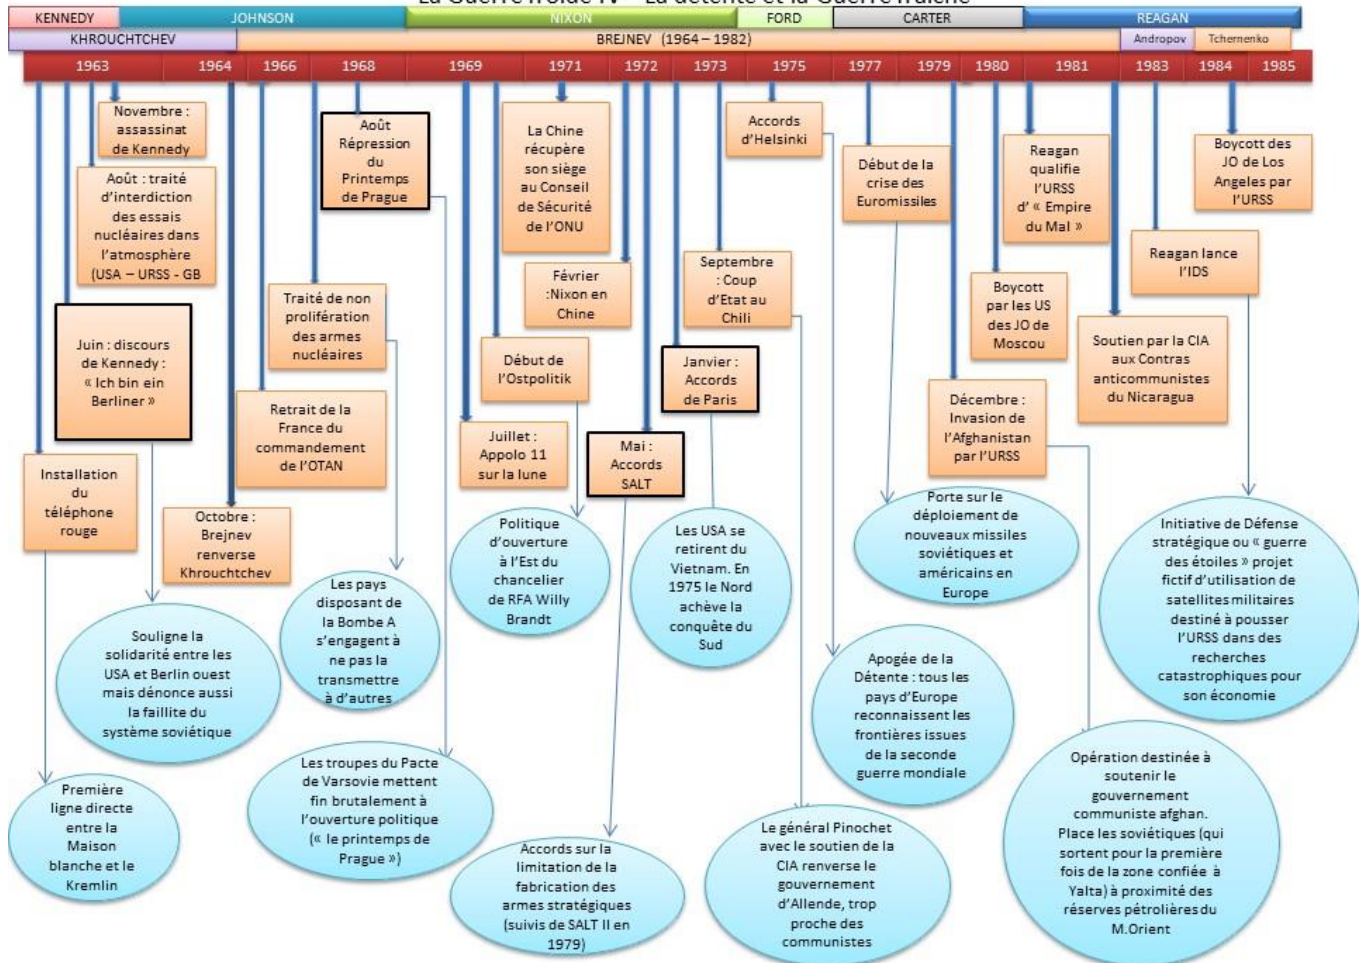 La Guerre froide IV – La détente et la Guerre fraîche
KENNEDY
JOHNSON
NIXON
FORD
CARTER
REAGAN
KHROUCHTCHEV
BREJNEV (1964 – 1982)
Andropov
Tchernenko
1963
1964
1966
1968
1969
1971
1972
1973
1975
1977
1979
1980
1981
1983
1984
1985
Novembre :
assassinat
de Kennedy
Août : traité
d’interdiction
des essais
nucléaires dans
l’atmosphère
(USA – URSS - GB
Juin : discours
de Kennedy :
« Ich bin ein
Berliner »
Installation
du
téléphone
rouge
Octobre :
Brejnev
renverse
Khrouchtchev
Retrait de la
France du
commandement
de l’OTAN
Traité de non
prolifération
des armes
nucléaires
Août
Répression
du
Printemps
de Prague
Juillet :
Appolo 11
sur la lune
Début de
l’Ostpolitik
La Chine
récupère
son siège
au Conseil
de Sécurité
de l’ONU
Février
:Nixon en
Chine
Mai :
Accords
SALT
Janvier :
Accords
de Paris
Septembre
: Coup
d’Etat au
Chili
Accords
d’Helsinki
Début de la
crise des
Euromissiles
Décembre :
Invasion de
l’Afghanistan
par l’URSS
Boycott
par les US
des JO de
Moscou
Reagan
qualifie
l’URSS
d’ « Empire
du Mal »
Soutien par la CIA
aux Contras
anticommunistes
du Nicaragua
Reagan lance
l’IDS
Boycott des
JO de Los
Angeles par
l’URSS
Première
ligne directe
entre la
Maison
blanche et le
Kremlin
Souligne la
solidarité entre les
USA et Berlin ouest
mais dénonce aussi
la faillite du
système soviétique
Les pays
disposant de
la Bombe A
s’engagent à
ne pas la
transmettre
à d’autres
Les troupes du Pacte
de Varsovie mettent
fin brutalement à
l’ouverture politique
(« le printemps de
Prague »)
Politique
d’ouverture
à l’Est du
chancelier
de RFA Willy
Brandt
Accords sur la
limitation de la
fabrication des
armes stratégiques
(suivis de SALT II en
1979)
Les USA se
retirent du
Vietnam. En
1975 le Nord
achève la
conquête du
Sud
Le général Pinochet
avec le soutien de la
CIA renverse le
gouvernement
d’Allende, trop
proche des
communistes
Apogée de la
Détente : tous les
pays d’Europe
reconnaissent les
frontières issues
de la seconde
guerre mondiale
Porte sur le
déploiement de
nouveaux missiles
soviétiques et
américains en
Europe
Opération destinée à
soutenir le
gouvernement
communiste afghan.
Place les soviétiques (qui
sortent pour la première
fois de la zone confiée à
Yalta) à proximité des
réserves pétrolières du
M.Orient
Initiative de Défense
stratégique ou « guerre
des étoiles » projet
fictif d’utilisation de
satellites militaires
destiné à pousser
l’URSS dans des
recherches
catastrophiques pour
son économie